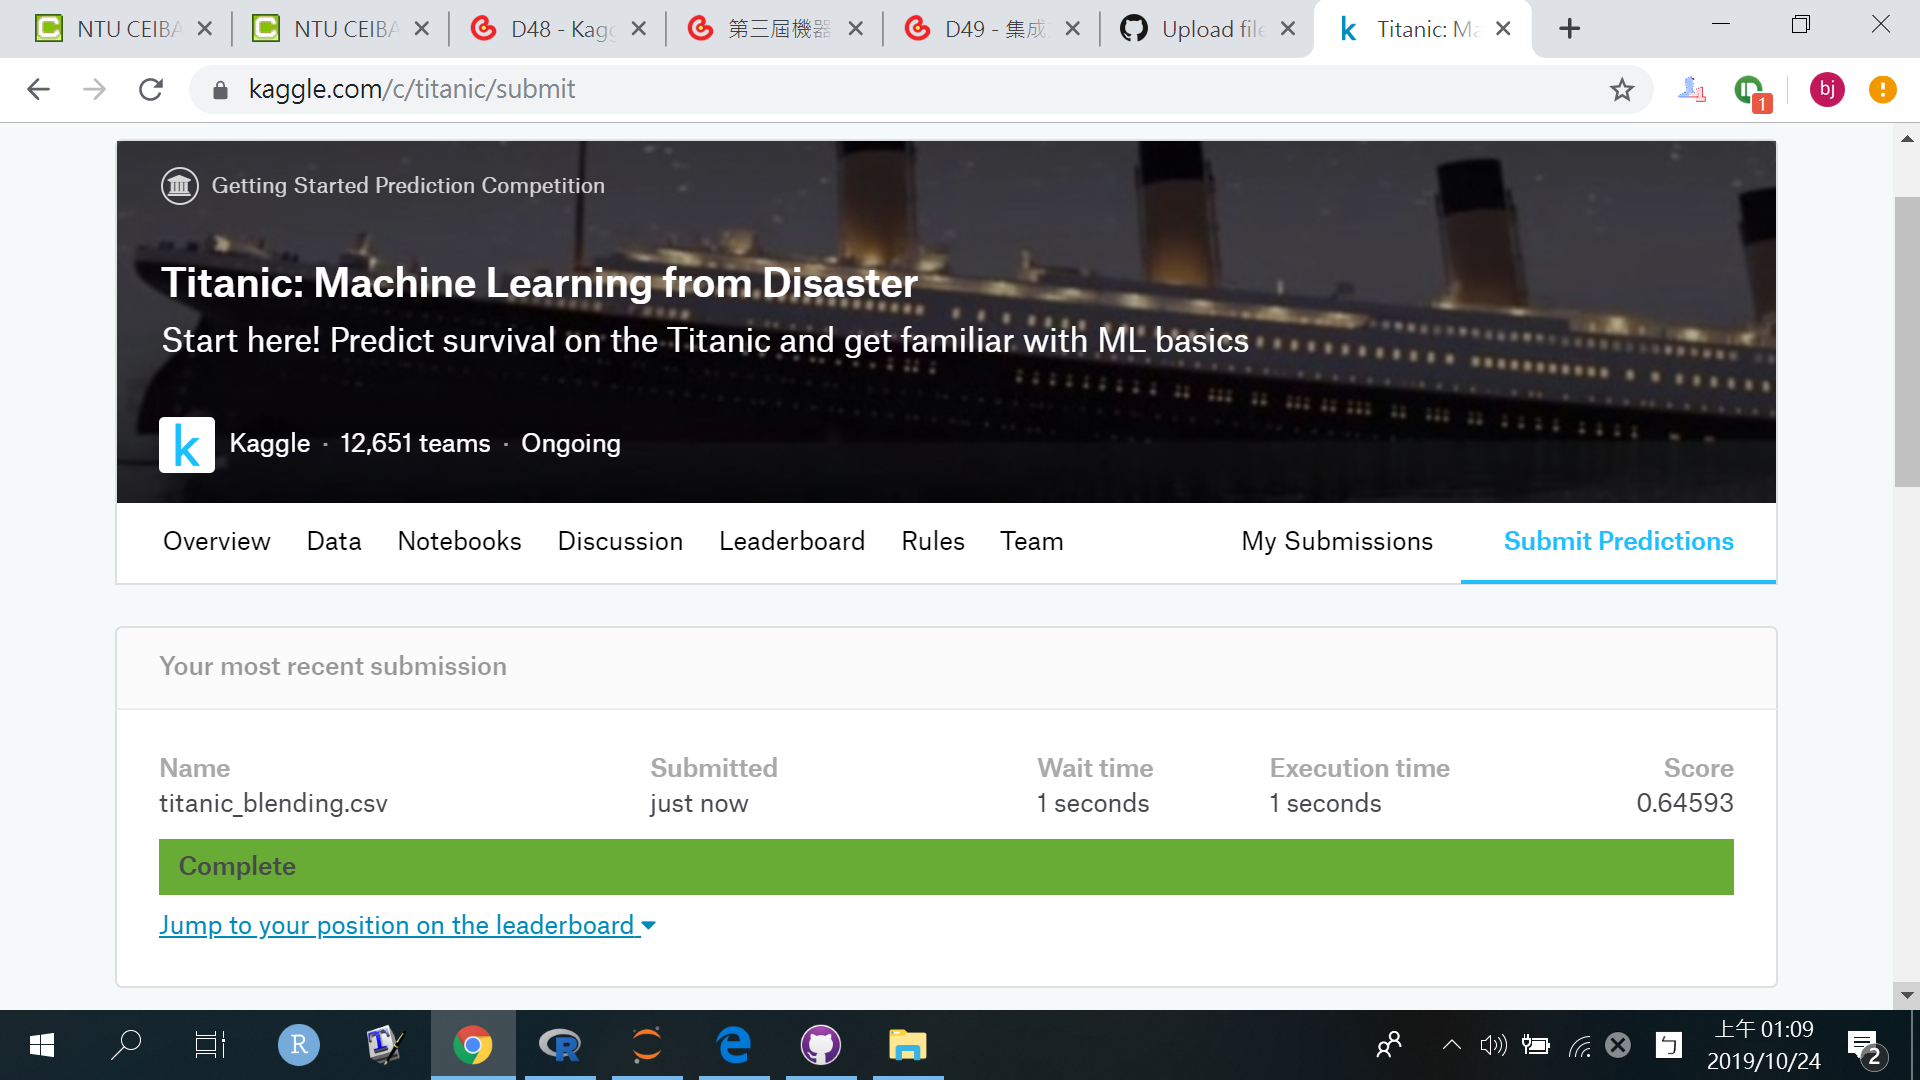 NTU CEIBA
NTU CEIBA
D48 - Kagg
第三屆機器
D49 - 集成
Upload file
Titanic: Ma
kaggle.com/c/titanic/submit
1
bj
Getting Started Prediction Competition
Titanic: Machine Learning from Disaster
Start here! Predict survival on the Titanic and get familiar with ML basics
k Kaggle · 12,651 teams · Ongoing
Overview Data Notebooks Discussion Leaderboard Rules Team My Submissions Submit Predictions
Your most recent submission
Name Submitted Wait time Execution time Score
titanic_blending.csv just now 1 seconds 1 seconds 0.64593
Complete
Jump to your position on the leaderboard
上午 01:09
2019/10/24
ㄅ
2